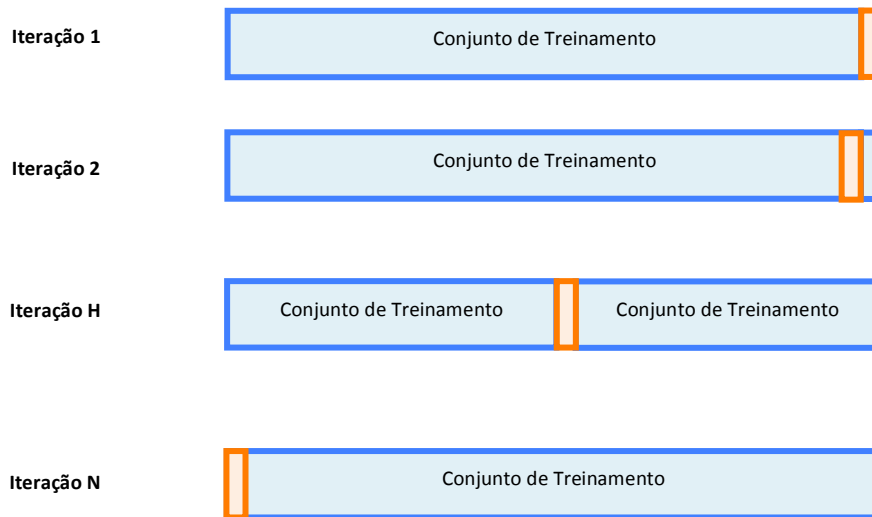 Iteração 1
Conjunto de Treinamento
Iteração 2
Conjunto de Treinamento
Iteração H
Conjunto de Treinamento
Conjunto de Treinamento
Iteração N
Conjunto de Treinamento